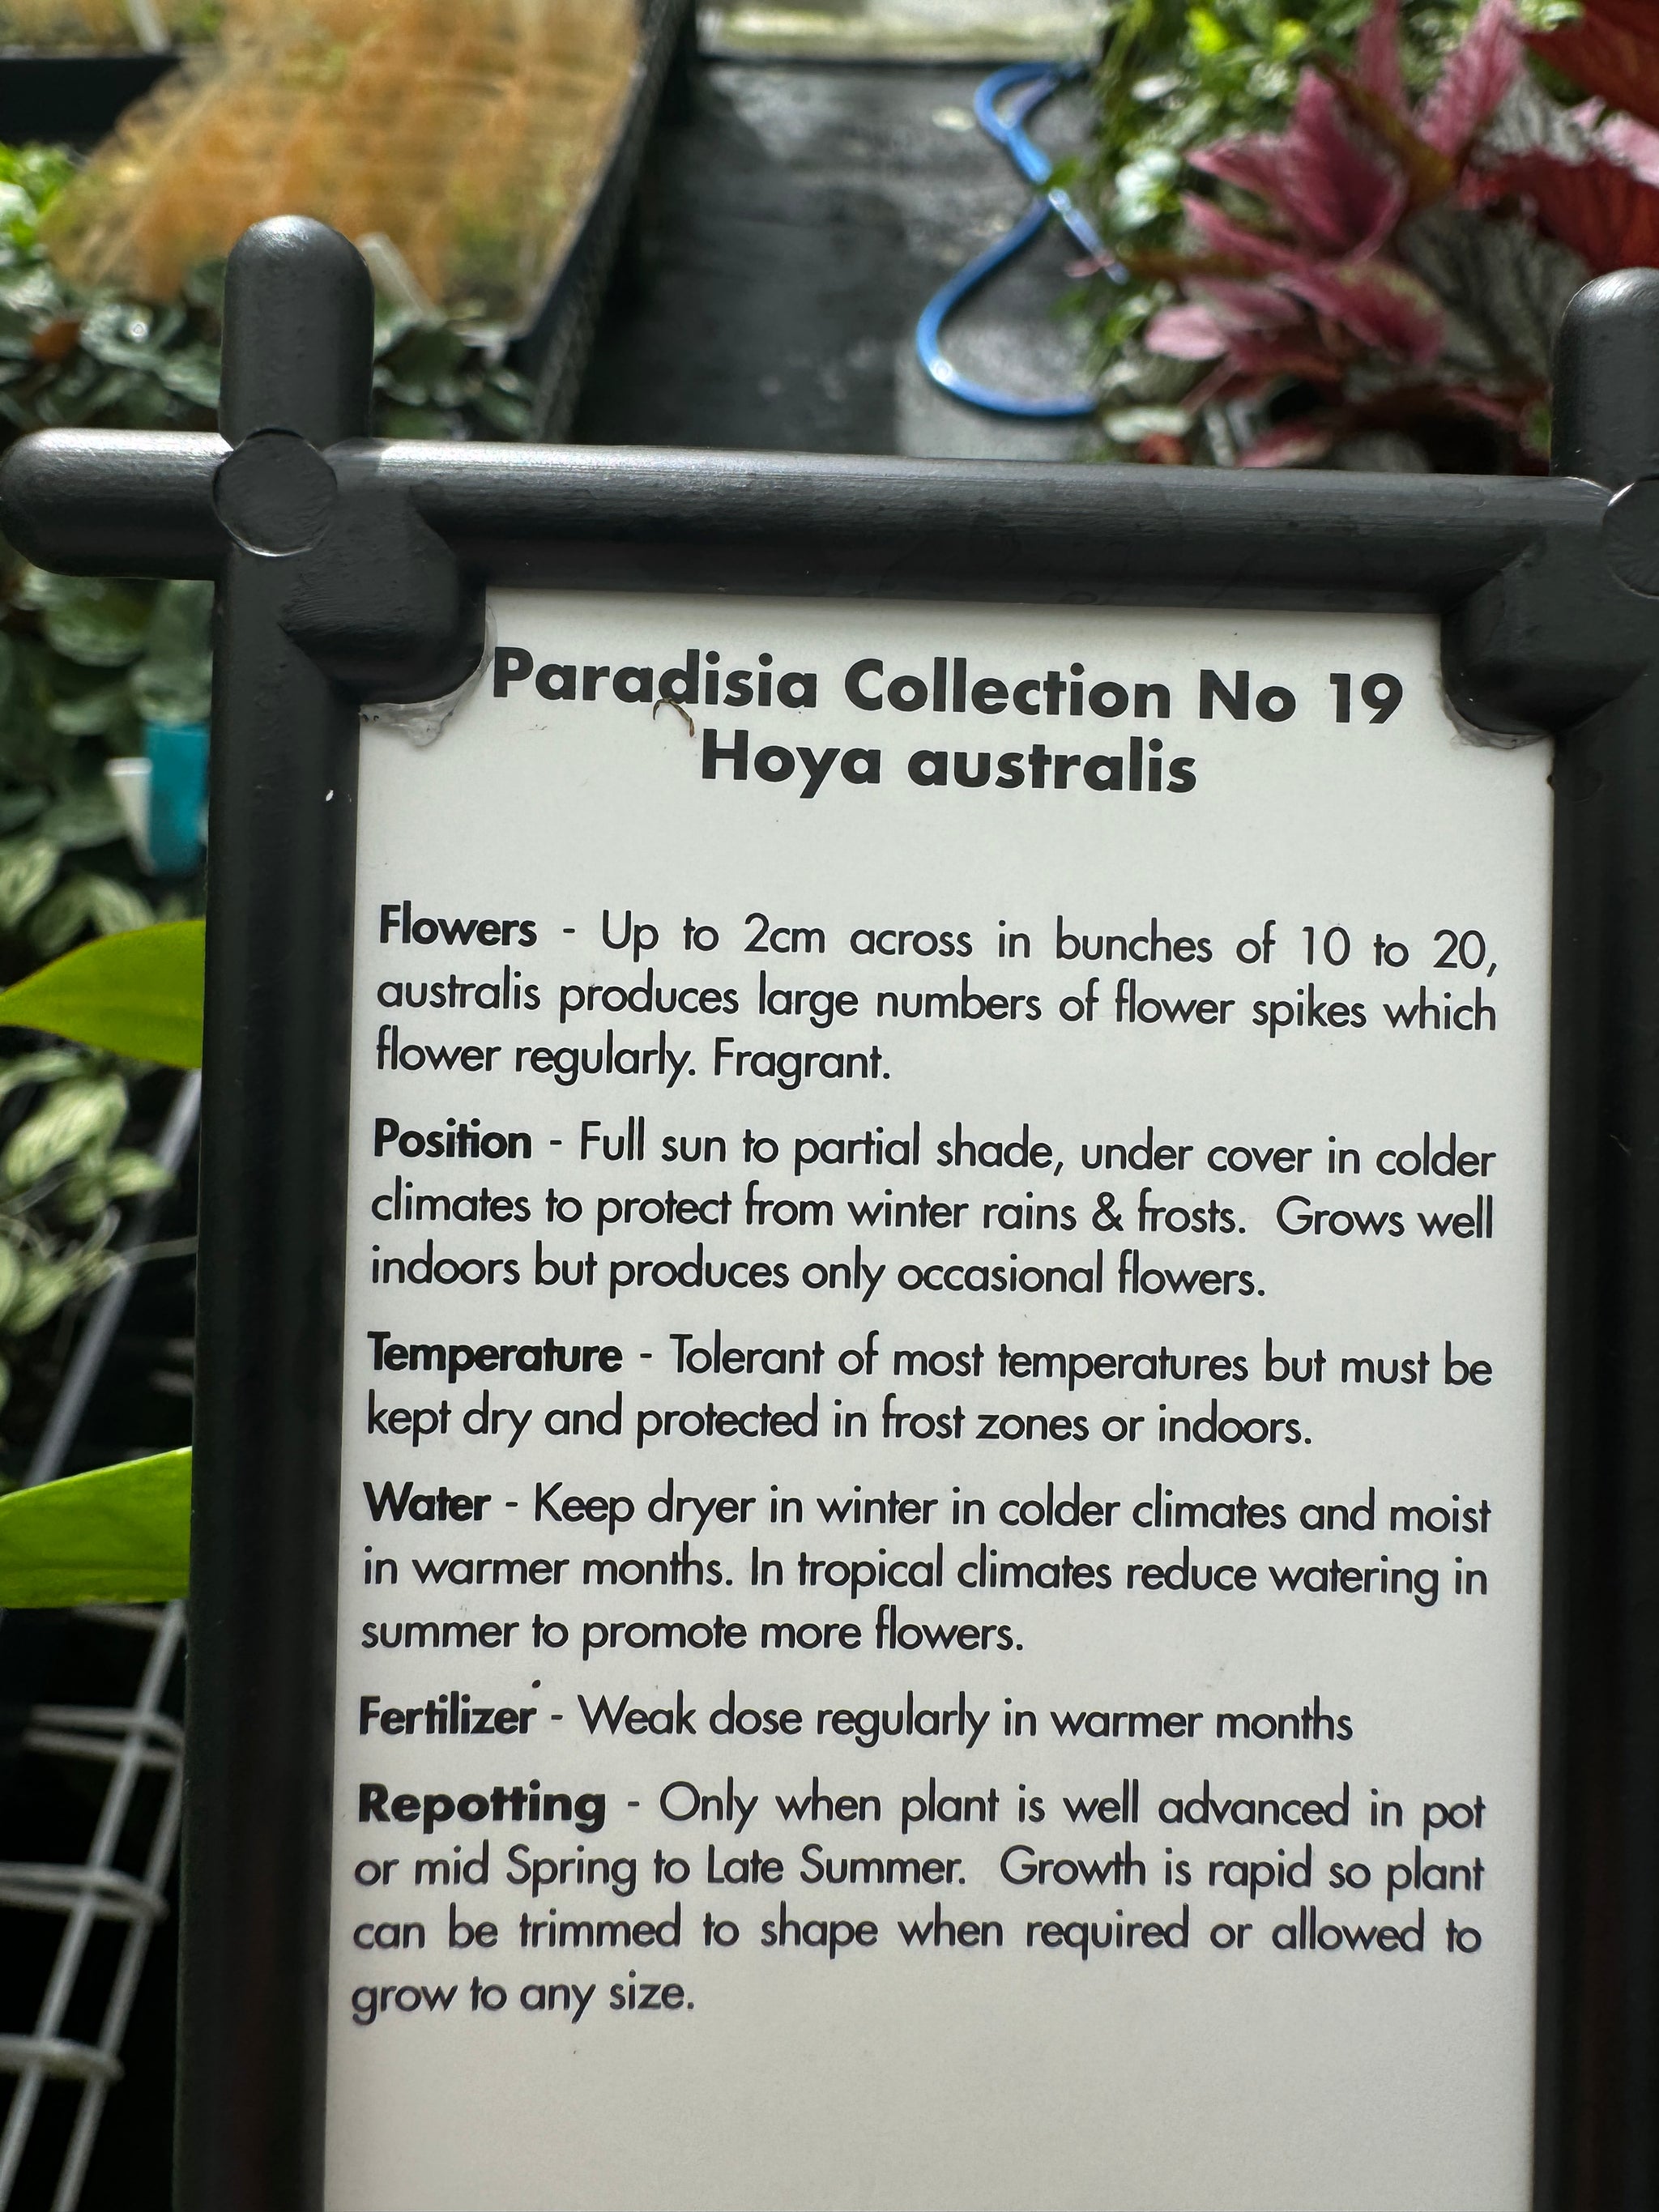 Paradisia Collection No 19
Hoya australis
Flowers - Up to 2cm across in bunches of 10 to 20,
australis produces large numbers of flower spikes which
flower regularly. Fragrant.
Position - Full sun to partial shade, under cover in colder
climates to protect from winter rains & frosts. Grows well
indoors but produces only occasional flowers.
Temperature - Tolerant of most temperatures but must be
kept dry and protected in frost zones or indoors.
Water - Keep dryer in winter in colder climates and moist
in warmer months. In tropical climates reduce watering in
summer to promote more flowers.
Fertilizer - Weak dose regularly in warmer months
Repotting - Only when plant is well advanced in pot
or mid Spring to Late Summer. Growth is rapid so plant
can be trimmed to shape when required or allowed to
grow to any size.